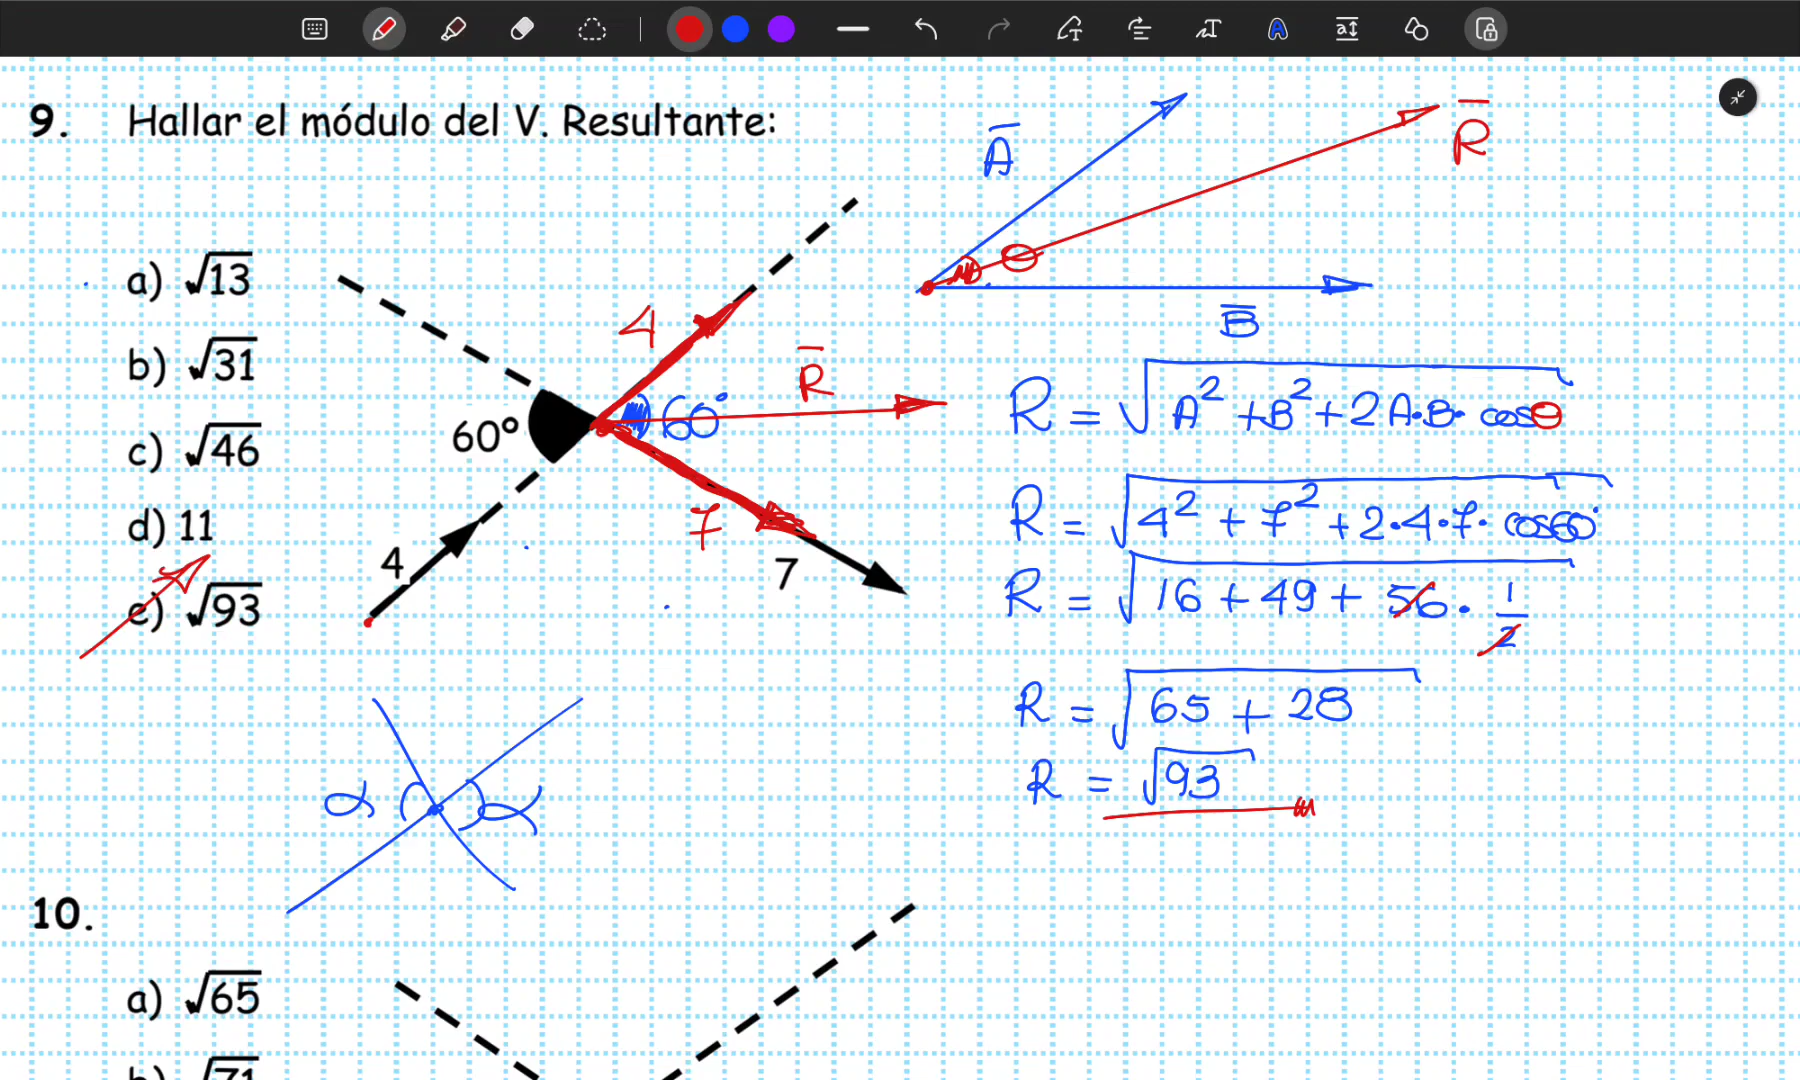 9. Hallar el módulo del V. Resultante:
a) √13
b) √31
c) √46
d) 11
e) √93
60°
4
7
4
7
60°
R
A
R
B
θ
R = √A² + B² + 2A·B· cosθ
R = √4² + 7² + 2·4·7· cos60°
R = √16 + 49 + 56 · 1/2
R = √65 + 28
R = √93
α
α
10.
a) √65
b) √71